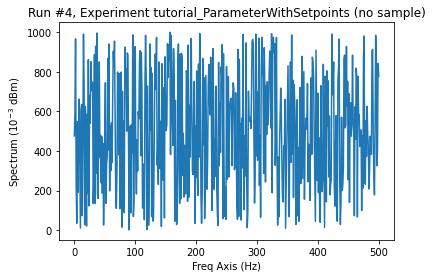 Run #4, Experiment tutorial_ParameterWithSetpoints (no sample)
1000
800
600
400
200
0
Spectrum (10⁻³ dBm)
0 100 200 300 400 500
Freq Axis (Hz)